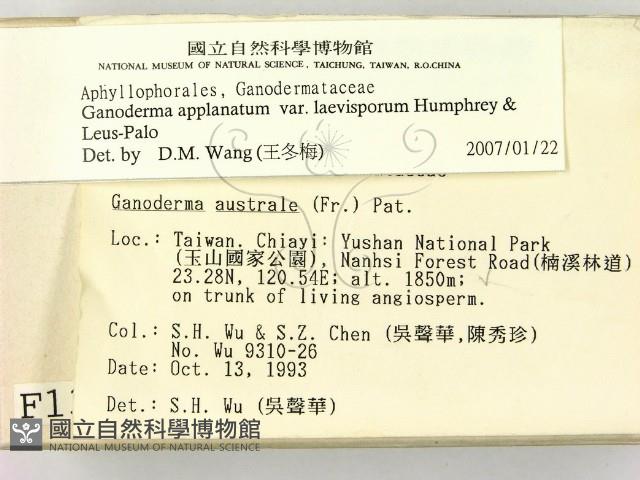 國立自然科學博物館
NATIONAL MUSEUM OF NATURAL SCIENCE, TAICHUNG, TAIWAN, R.O.CHINA
Aphyllophorales, Ganodermataceae
Ganoderma applanatum var. laevisporum Humphrey &
Leus-Palo
Det. by D.M. Wang (王冬梅) 2007/01/22
Ganoderma australe (Fr.) Pat.
Loc.: Taiwan. Chiayi: Yushan National Park
(玉山國家公園), Nanhsi Forest Road(楠溪林道)
23.28N, 120.54E; alt. 1850m;
on trunk of living angiosperm.
Col.: S.H. Wu & S.Z. Chen (吳聲華,陳秀珍)
No. Wu 9310-26
Date: Oct. 13, 1993
Det.: S.H. Wu (吳聲華)
國立自然科學博物館
NATIONAL MUSEUM OF NATURAL SCIENCE